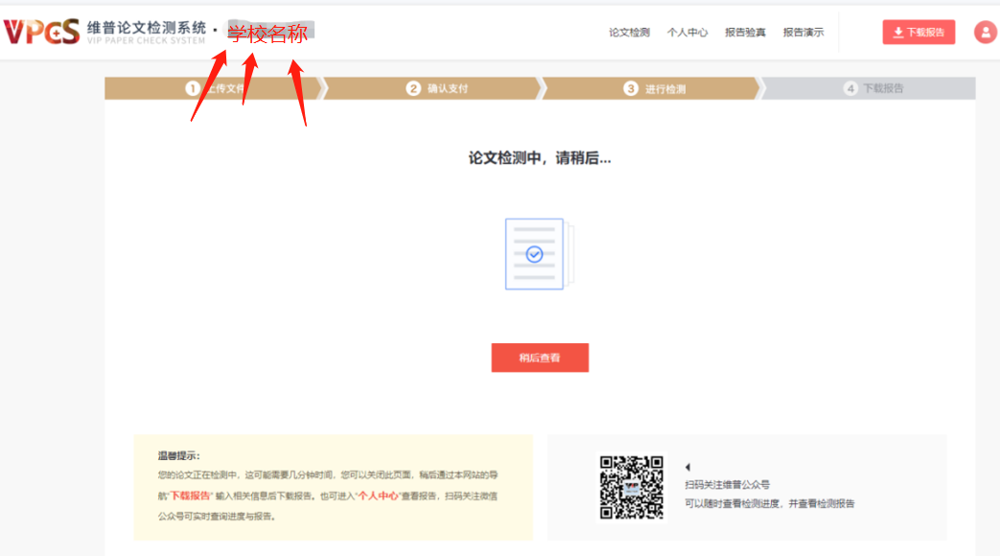 VPCS 维普论文检测系统 · 学校名称
VIP PAPER CHECK SYSTEM
论文检测 个人中心 报告验真 报告演示 下载报告
1 上传文件 2 确认支付 3 进行检测 4 下载报告
论文检测中，请稍后...
稍后查看
温馨提示：
您的论文正在检测中，这可能需要几分钟时间，您可以关闭此页面，稍后通过本网站的导
航“下载报告” 输入相关信息后下载报告。也可进入“个人中心”查看报告，扫码关注微信
公众号可实时查询进度与报告。
扫码关注维普公众号
可以随时查看检测进度，并查看检测报告